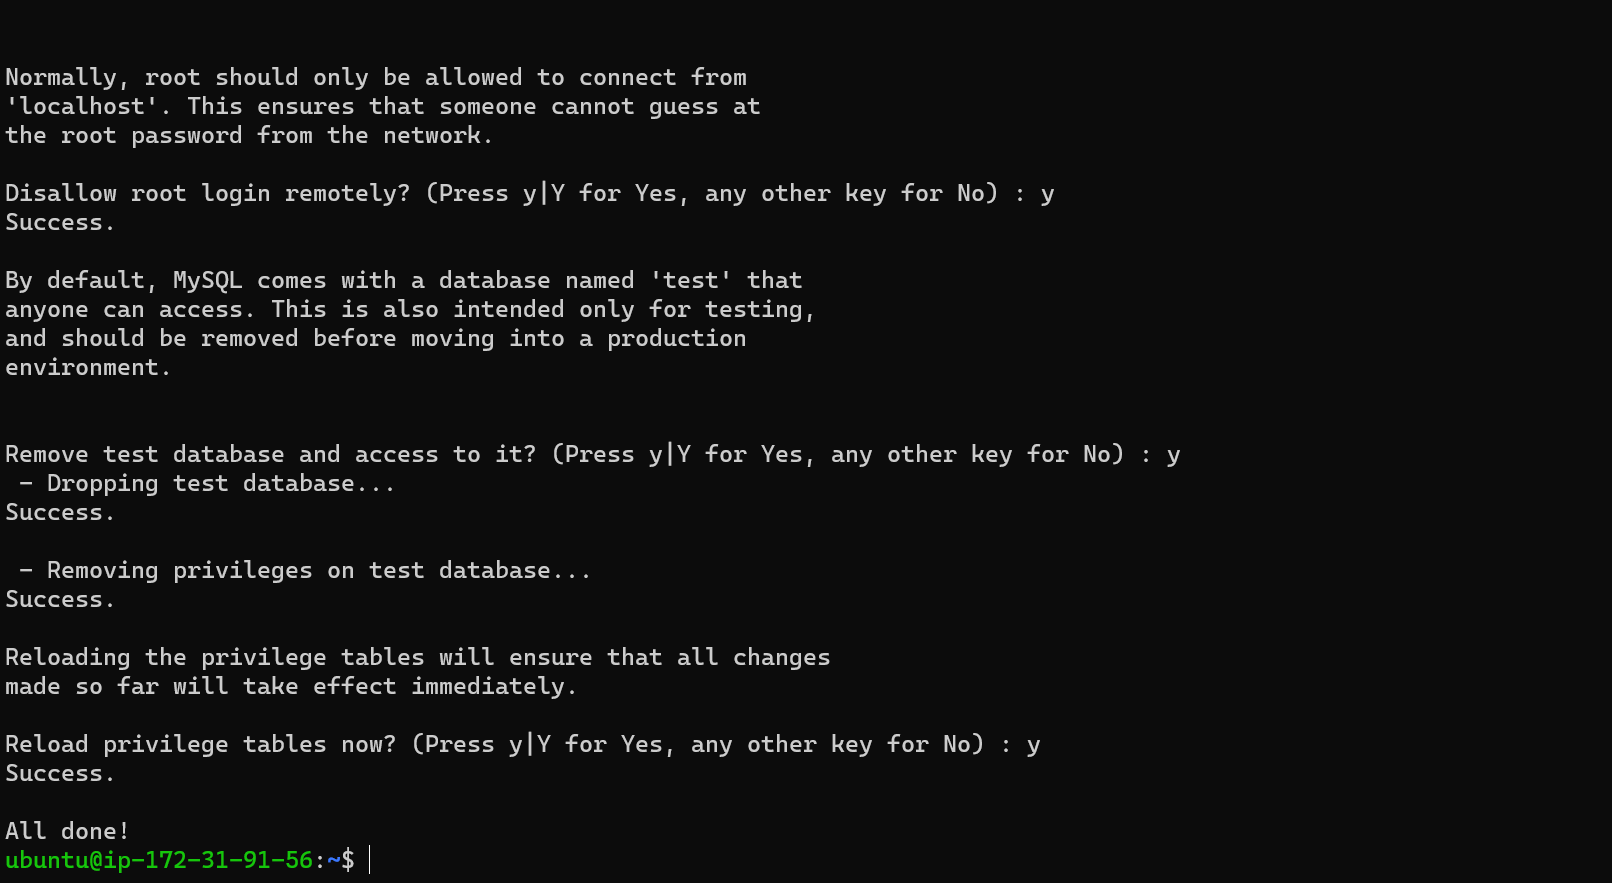 Normally, root should only be allowed to connect from
'localhost'. This ensures that someone cannot guess at
the root password from the network.
Disallow root login remotely? (Press y|Y for Yes, any other key for No) : y
Success.
By default, MySQL comes with a database named 'test' that
anyone can access. This is also intended only for testing,
and should be removed before moving into a production
environment.
Remove test database and access to it? (Press y|Y for Yes, any other key for No) : y
 - Dropping test database...
Success.
 - Removing privileges on test database...
Success.
Reloading the privilege tables will ensure that all changes
made so far will take effect immediately.
Reload privilege tables now? (Press y|Y for Yes, any other key for No) : y
Success.
All done!
ubuntu@ip-172-31-91-56:~$